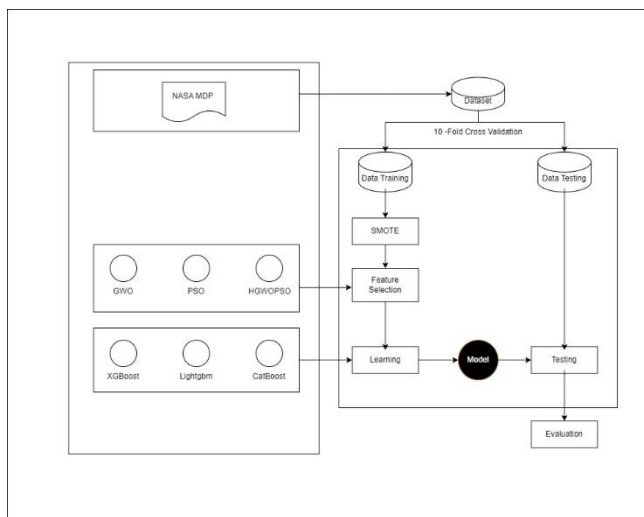 NASA MDP
Dataset
10 -Fold Cross Validation
Data Training
Data Testing
SMOTE
GWO
PSO
HGWOPSO
Feature
Selection
XGBoost
Lightgbm
CatBoost
Learning
Model
Testing
Evaluation